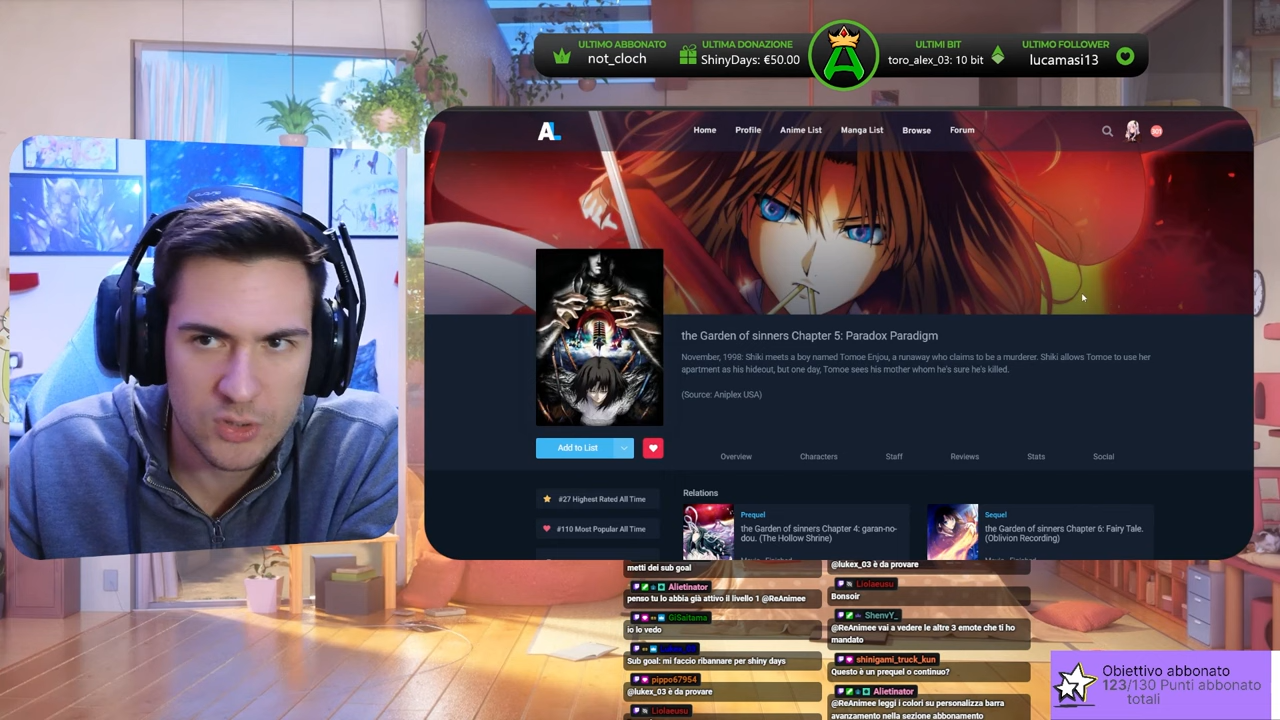 ULTIMO ABBONATO
not_cloch
ULTIMA DONAZIONE
ShinyDays: €50.00
A
ULTIMI BIT
toro_alex_03: 10 bit
ULTIMO FOLLOWER
lucamasi13
AL
Home
Profile
Anime List
Manga List
Browse
Forum
the Garden of sinners Chapter 5: Paradox Paradigm
November, 1998: Shiki meets a boy named Tomoe Enjou, a runaway who claims to be a murderer. Shiki allows Tomoe to use her
apartment as his hideout, but one day, Tomoe sees his mother whom he's sure he's killed.
(Source: Aniplex USA)
Add to List
Overview
Characters
Staff
Reviews
Stats
Social
#27 Highest Rated All Time
#110 Most Popular All Time
Relations
Prequel
the Garden of sinners Chapter 4: garan-no-
dou. (The Hollow Shrine)
Sequel
the Garden of sinners Chapter 6: Fairy Tale.
(Oblivion Recording)
metti dei sub goal
Alietinator
penso tu lo abbia già attivo il livello 1 @ReAnimee
GiSaitama
io lo vedo
Sub goal: mi faccio ribannare per shiny days
pippo67954
@lukex_03 è da provare
Liolaeusu
@lukex_03 è da provare
Liolaeusu
Bonsoir
ShenvY_
@ReAnimee vai a vedere le altre 3 emote che ti ho
mandato
shinigami_truck_kun
Questo è un prequel o continuo?
Alietinator
@ReAnimee leggi i colori su personalizza barra
avanzamento nella sezione abbonamento
Obiettivo abbonato
123/130 Punti abbonato
totali